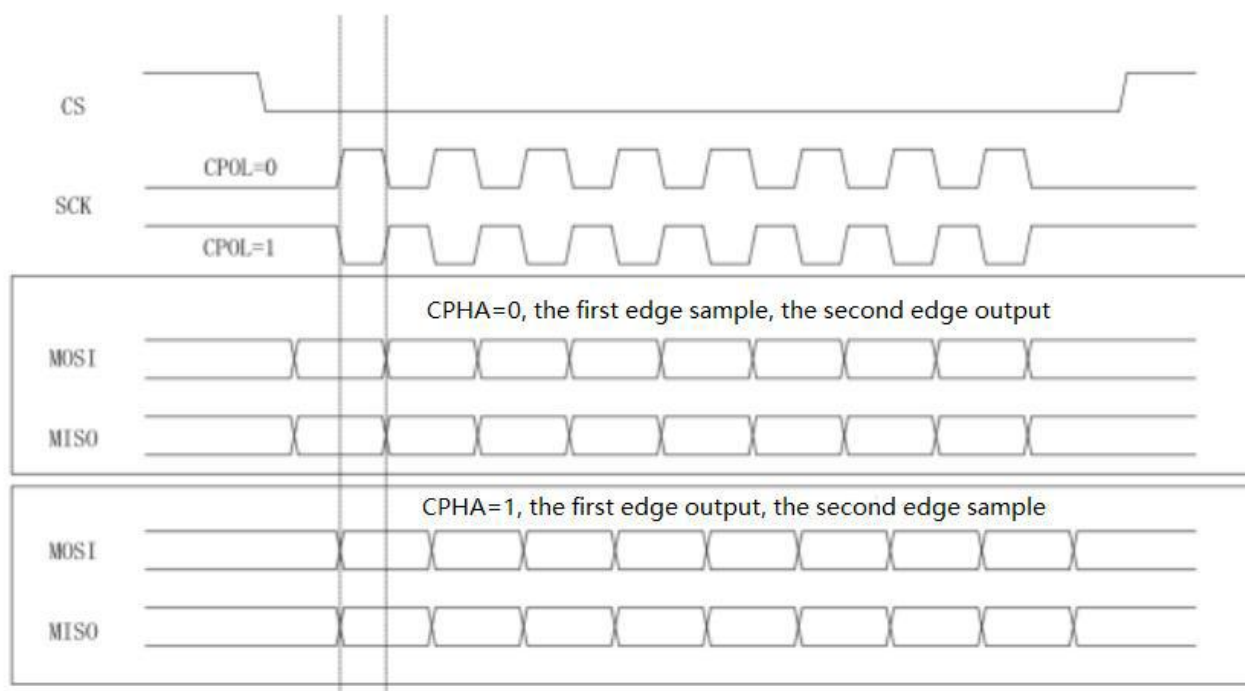 CS
CPOL=0
SCK
CPOL=1
CPHA=0, the first edge sample, the second edge output
MOSI
MISO
CPHA=1, the first edge output, the second edge sample
MOSI
MISO